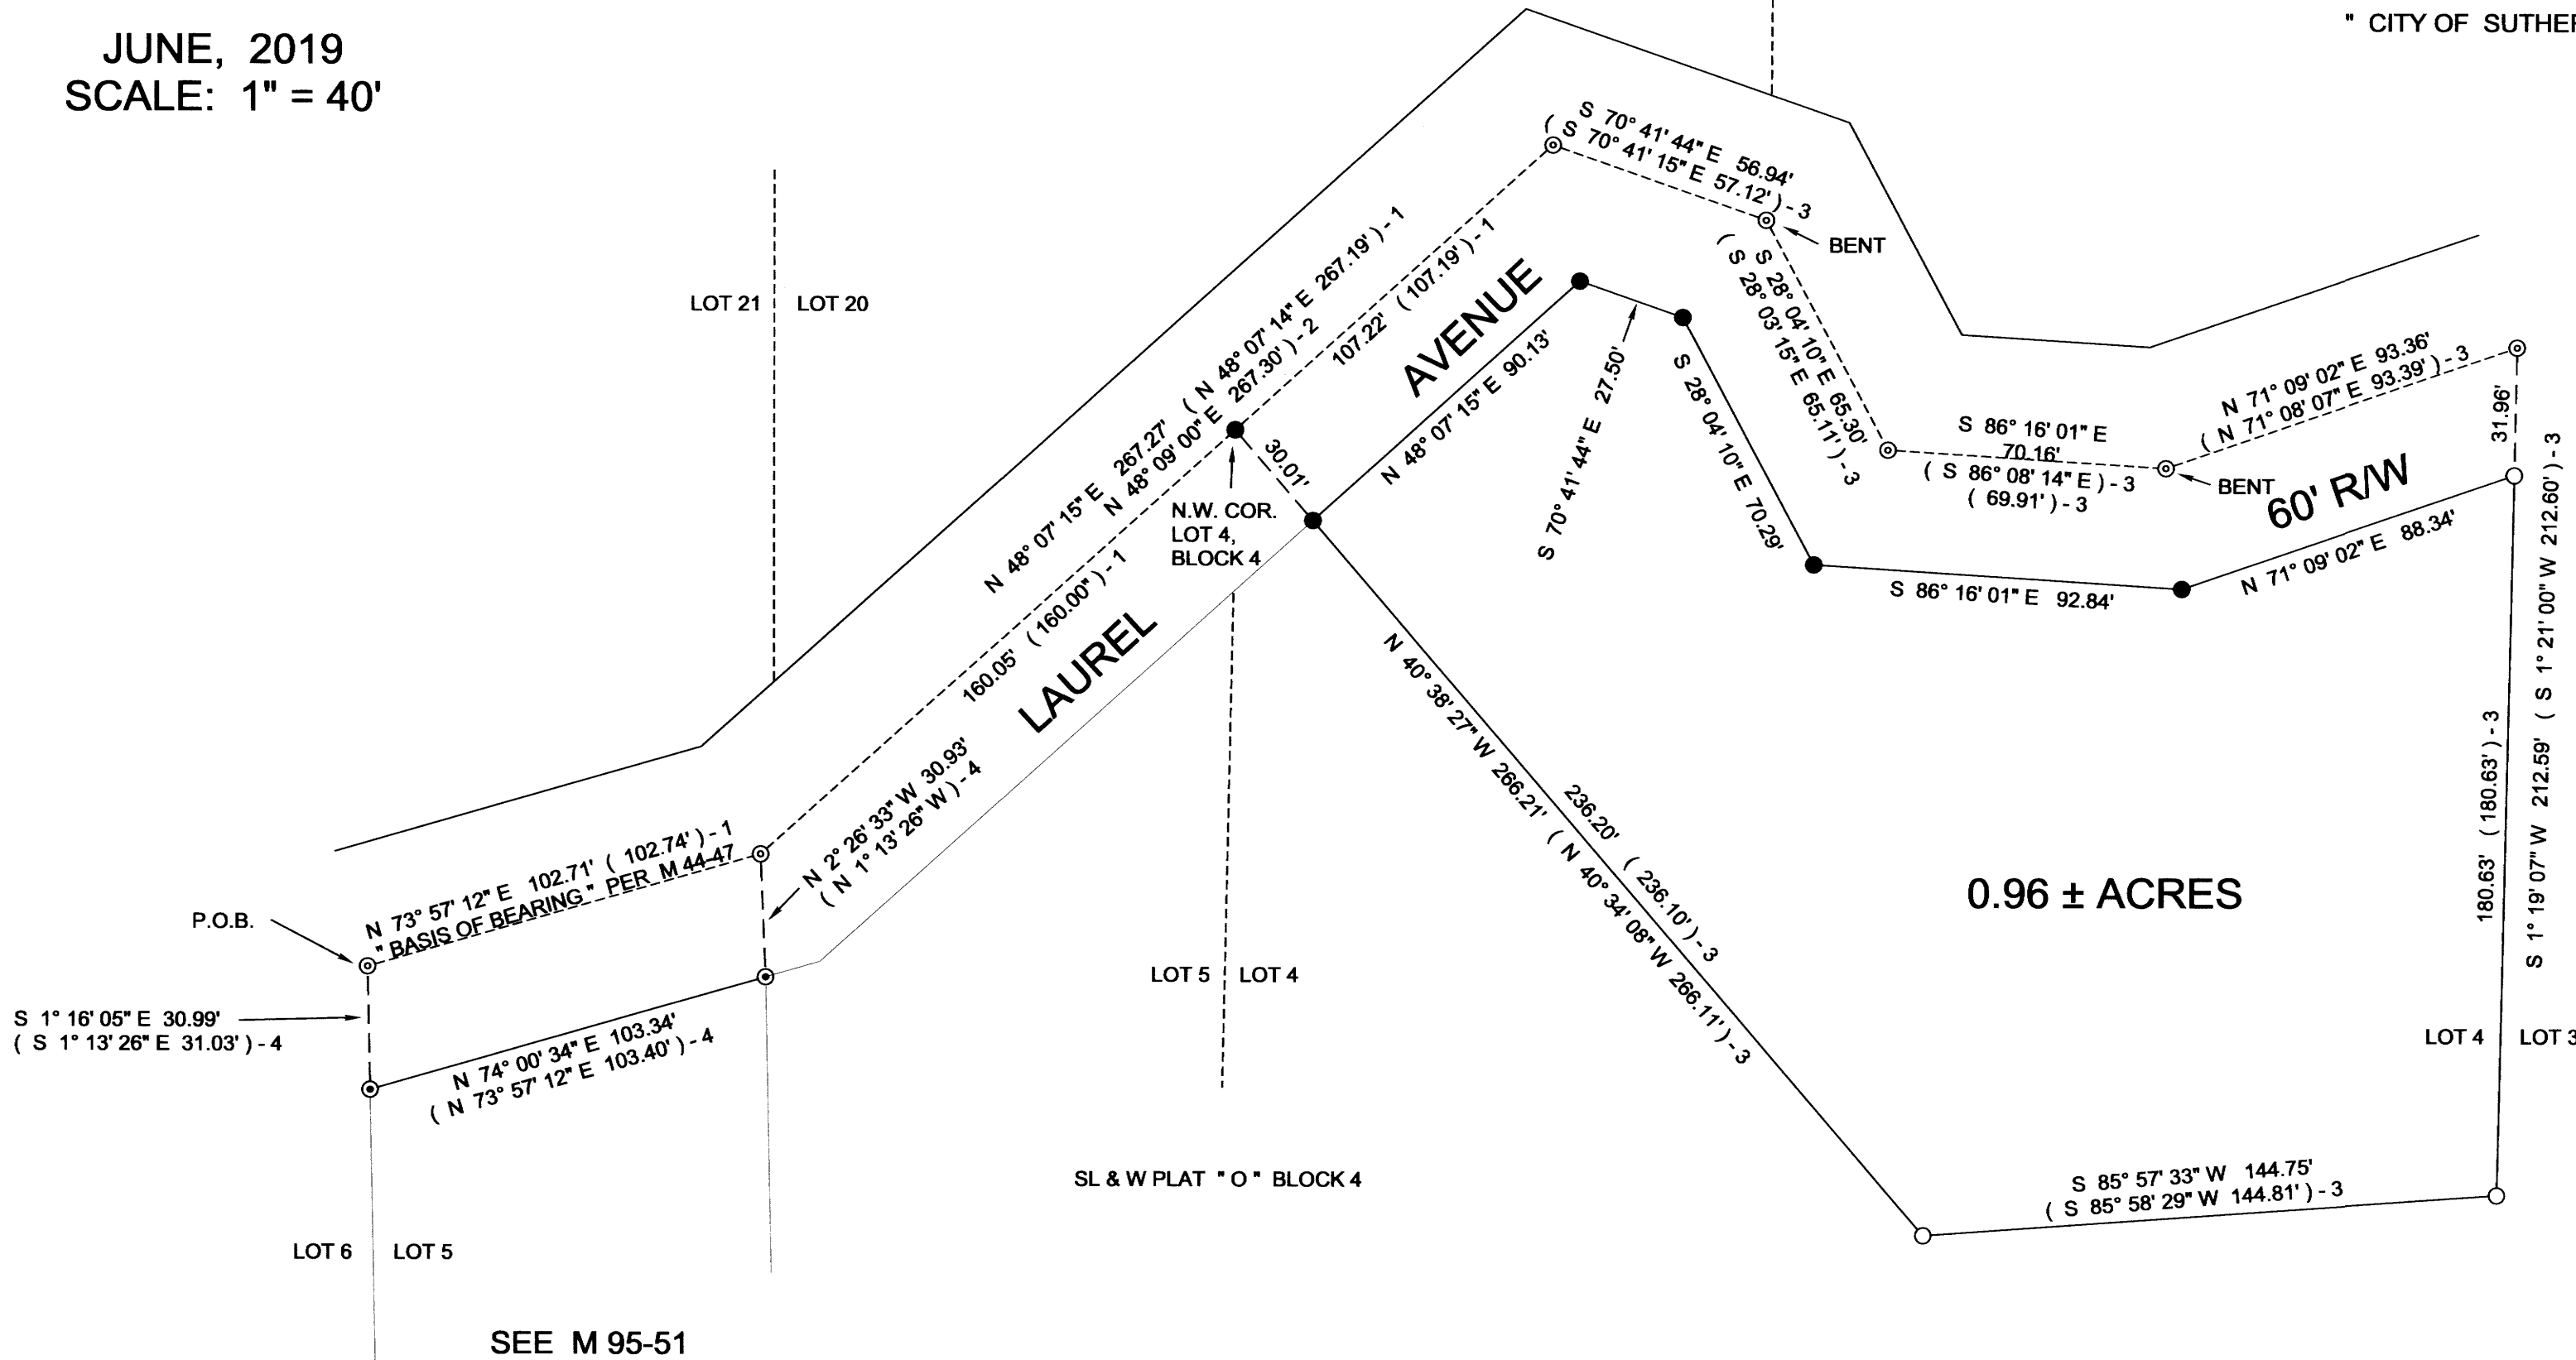 JUNE, 2019
SCALE: 1" = 40'
" CITY OF SUTHER
S 70° 41' 44" E 56.94'
( S 70° 41' 15" E 57.12' ) - 3
BENT
LOT 21
LOT 20
N 48° 07' 15" E 267.27' ( N 48° 07' 14" E 267.19' ) - 1
N 48° 09' 00" E 267.30' ) - 2
107.22' ( 107.19' ) - 1
AVENUE
N 48° 07' 15" E 90.13'
S 70° 41' 44" E 27.50'
S 28° 04' 10" E 65.30'
( S 28° 03' 15" E 65.11' ) - 3
S 28° 04' 10" E 70.29'
S 86° 16' 01" E
70.16'
( S 86° 08' 14" E ) - 3
( 69.91' ) - 3
N 71° 09' 02" E 93.36'
( N 71° 08' 07" E 93.39' ) - 3
31.96'
BENT
60' R/W
N 71° 09' 02" E 88.34'
S 86° 16' 01" E 92.84'
30.01'
N.W. COR.
LOT 4,
BLOCK 4
160.05' ( 160.00" ) - 1
LAUREL
N 2° 26' 33" W 30.93'
( N 1° 13' 26" W ) - 4
N 73° 57' 12" E 102.71' ( 102.74' ) - 1
" BASIS OF BEARING " PER M 44-47
P.O.B.
S 1° 16' 05" E 30.99'
( S 1° 13' 26" E 31.03' ) - 4
N 74° 00' 34" E 103.34'
( N 73° 57' 12" E 103.40' ) - 4
236.20' ( 236.10' ) - 3
N 40° 38' 27" W 266.21' ( N 40° 34' 08" W 266.11' ) - 3
0.96 ± ACRES
180.63' ( 180.63' ) - 3
S 1° 19' 07" W 212.59' ( S 1° 21' 00" W 212.60' ) - 3
LOT 5
LOT 4
LOT 4
LOT 3
SL & W PLAT " O " BLOCK 4
S 85° 57' 33" W 144.75'
( S 85° 58' 29" W 144.81' ) - 3
LOT 6
LOT 5
SEE M 95-51